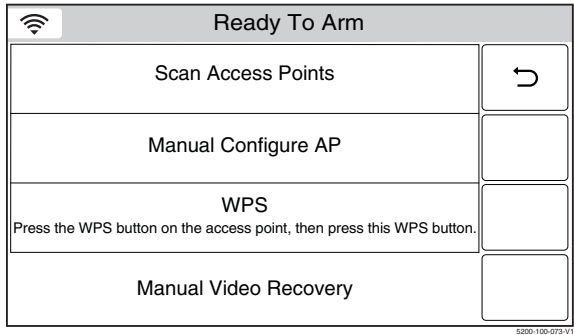 Ready To Arm
Scan Access Points
Manual Configure AP
WPS
Press the WPS button on the access point, then press this WPS button.
Manual Video Recovery
5200-100-073-V1